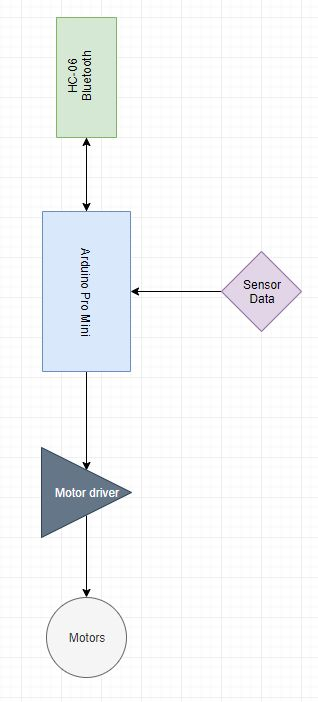 HC-06
Bluetooth
Arduino Pro Mini
Sensor
Data
Motor driver
Motors